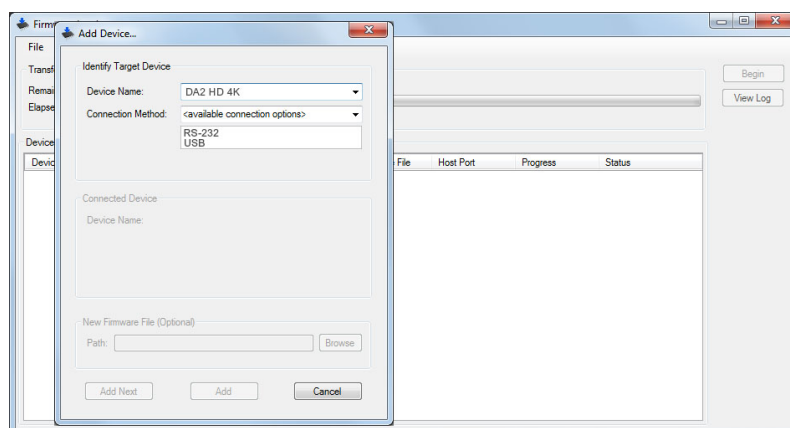 Firmw
Add Device...
File
Identify Target Device
Transf
Begin
Remai
Device Name: DA2 HD 4K
View Log
Elapse
Connection Method: <available connection options>
RS-232
USB
Device
Devic
File Host Port Progress Status
Connected Device
Device Name:
New Firmware File (Optional)
Path: Browse
Add Next Add Cancel